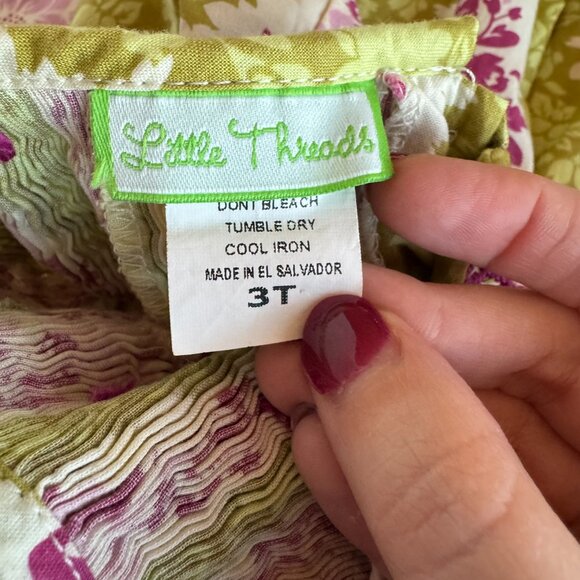 Little Threads
DONT BLEACH
TUMBLE DRY
COOL IRON
MADE IN EL SALVADOR
3T